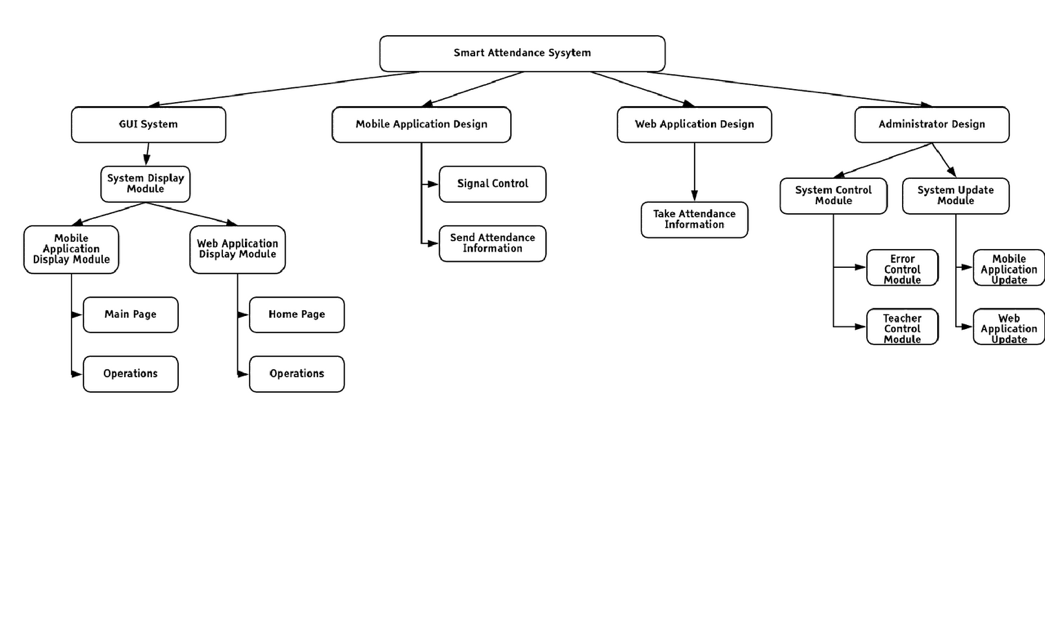 Smart Attendance Sysytem
GUI System
Mobile Application Design
Web Application Design
Administrator Design
System Display
Module
Signal Control
System Control
Module
System Update
Module
Take Attendance
Information
Mobile
Application
Display Module
Web Application
Display Module
Send Attendance
Information
Error
Control
Module
Mobile
Application
Update
Main Page
Home Page
Teacher
Control
Module
Web
Application
Update
Operations
Operations